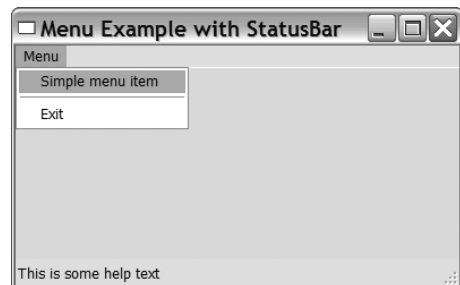 Menu Example with StatusBar
Menu
Simple menu item
Exit
This is some help text